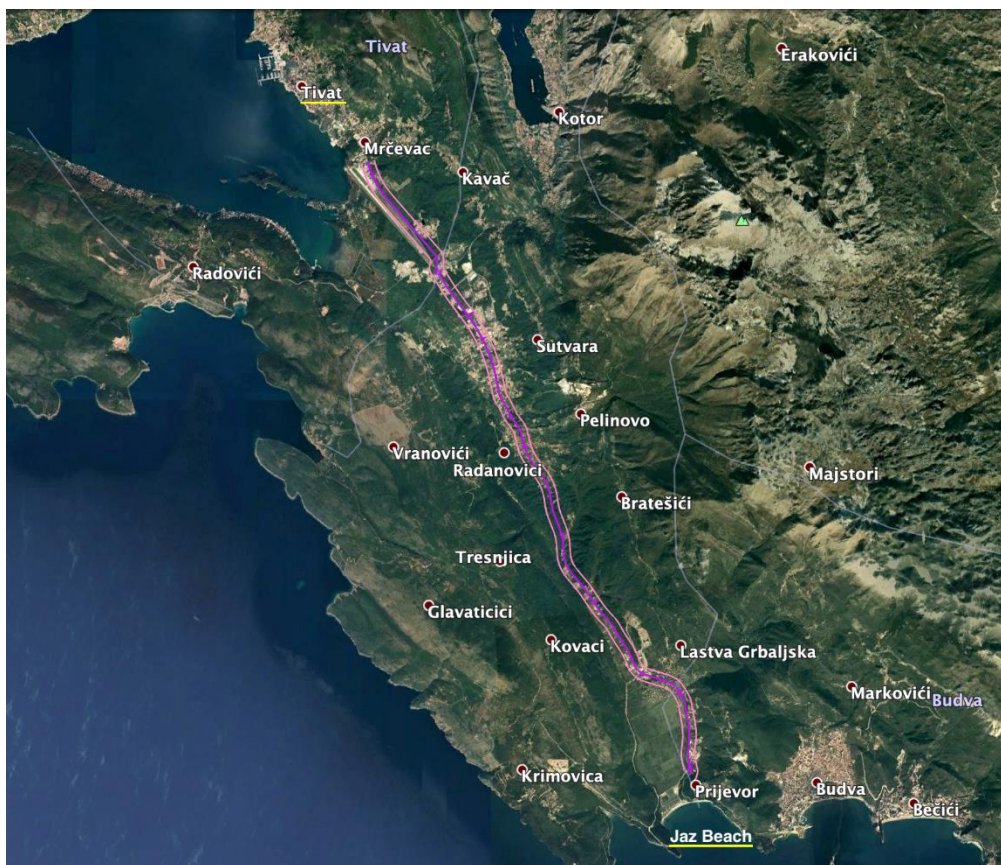 Tivat
Erakovići
Tivat
Kotor
Mrčevac
Kavač
Radovići
Sutvara
Pelinovo
Vranovići
Radanovici
Majstori
Bratešići
Tresnjica
Glavaticici
Kovaci
Lastva Grbaljska
Markovići
Budva
Krimovica
Prijevor
Budva
Bečići
Jaz Beach